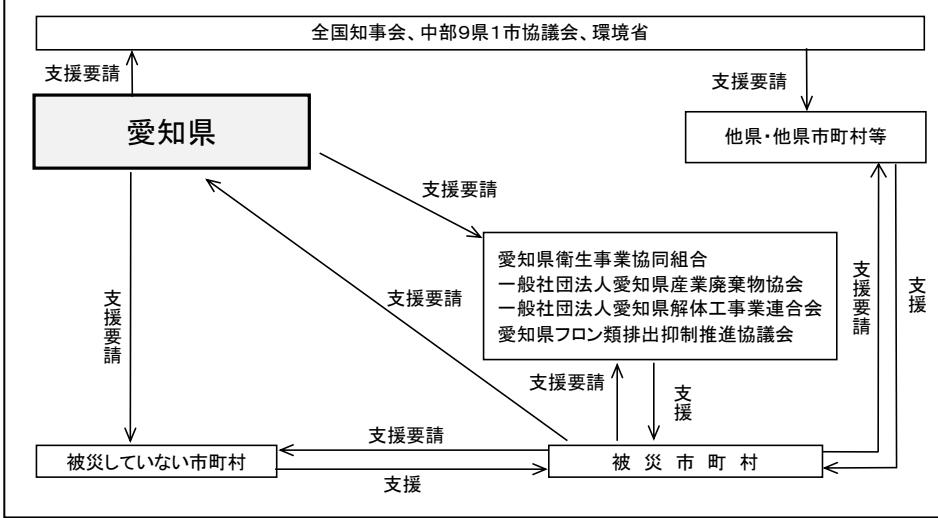 全国知事会、中部9県1市協議会、環境省
支援要請
支援要請
愛知県
他県・他県市町村等
支援要請
愛知県衛生事業協同組合
一般社団法人愛知県産業廃棄物協会
一般社団法人愛知県解体工事業連合会
愛知県フロン類排出抑制推進協議会
支援要請
支援要請
支援要請
支援
支援要請
支援
支援要請
被災していない市町村
被災市町村
支援